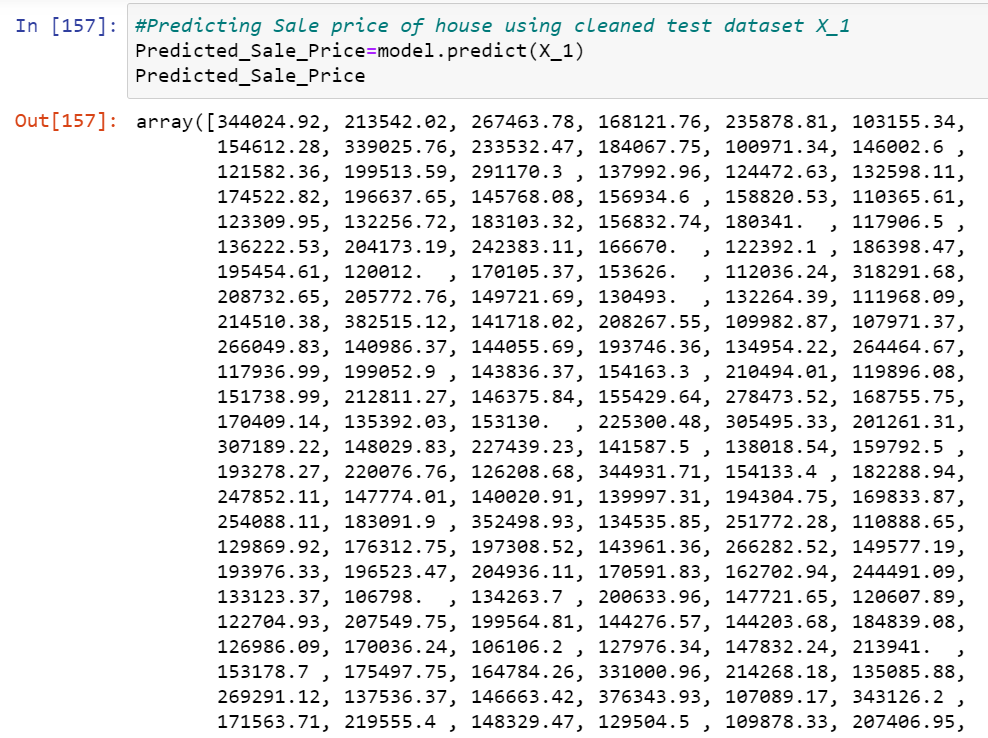 In [157]: #Predicting Sale price of house using cleaned test dataset X_1
Predicted_Sale_Price=model.predict(X_1)
Predicted_Sale_Price
Out[157]: array([344024.92, 213542.02, 267463.78, 168121.76, 235878.81, 103155.34,
154612.28, 339025.76, 233532.47, 184067.75, 100971.34, 146002.6 ,
121582.36, 199513.59, 291170.3 , 137992.96, 124472.63, 132598.11,
174522.82, 196637.65, 145768.08, 156934.6 , 158820.53, 110365.61,
123309.95, 132256.72, 183103.32, 156832.74, 180341.  , 117906.5 ,
136222.53, 204173.19, 242383.11, 166670.  , 122392.1 , 186398.47,
195454.61, 120012.  , 170105.37, 153626.  , 112036.24, 318291.68,
208732.65, 205772.76, 149721.69, 130493.  , 132264.39, 111968.09,
214510.38, 382515.12, 141718.02, 208267.55, 109982.87, 107971.37,
266049.83, 140986.37, 144055.69, 193746.36, 134954.22, 264464.67,
117936.99, 199052.9 , 143836.37, 154163.3 , 210494.01, 119896.08,
151738.99, 212811.27, 146375.84, 155429.64, 278473.52, 168755.75,
170409.14, 135392.03, 153130.  , 225300.48, 305495.33, 201261.31,
307189.22, 148029.83, 227439.23, 141587.5 , 138018.54, 159792.5 ,
193278.27, 220076.76, 126208.68, 344931.71, 154133.4 , 182288.94,
247852.11, 147774.01, 140020.91, 139997.31, 194304.75, 169833.87,
254088.11, 183091.9 , 352498.93, 134535.85, 251772.28, 110888.65,
129869.92, 176312.75, 197308.52, 143961.36, 266282.52, 149577.19,
193976.33, 196523.47, 204936.11, 170591.83, 162702.94, 244491.09,
133123.37, 106798.  , 134263.7 , 200633.96, 147721.65, 120607.89,
122704.93, 207549.75, 199564.81, 144276.57, 144203.68, 184839.08,
126986.09, 170036.24, 106106.2 , 127976.34, 147832.24, 213941.  ,
153178.7 , 175497.75, 164784.26, 331000.96, 214268.18, 135085.88,
269291.12, 137536.37, 146663.42, 376343.93, 107089.17, 343126.2 ,
171563.71, 219555.4 , 148329.47, 129504.5 , 109878.33, 207406.95,